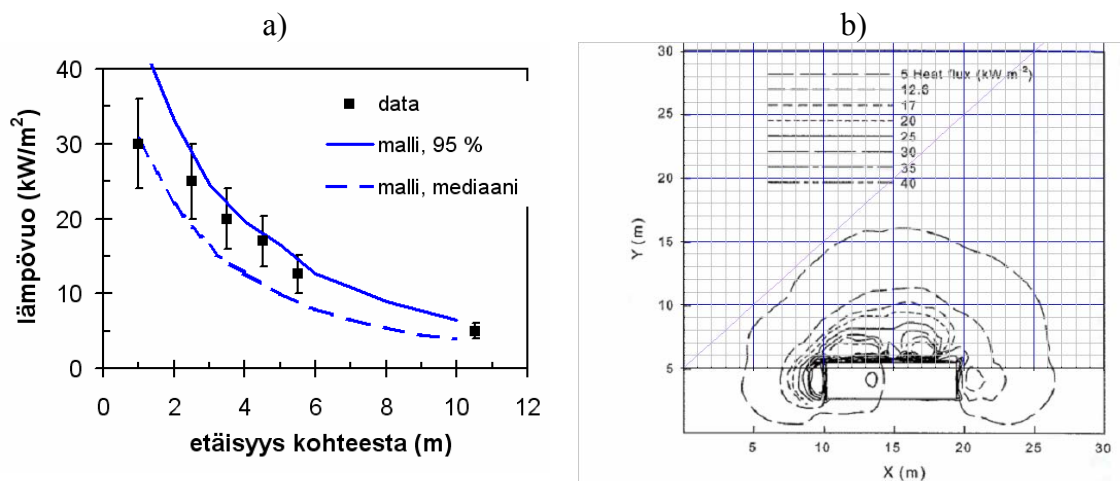 a)
40
30
20
10
0
0 2 4 6 8 10 12
lämpövuo (kW/m²)
etäisyys kohteesta (m)
data
malli, 95 %
malli, mediaani
b)
30
25
20
15
10
5
5 10 15 20 25 30
Y (m)
X (m)
5 Heat flux (kW m⁻²)
12.6
17
20
25
30
35
40